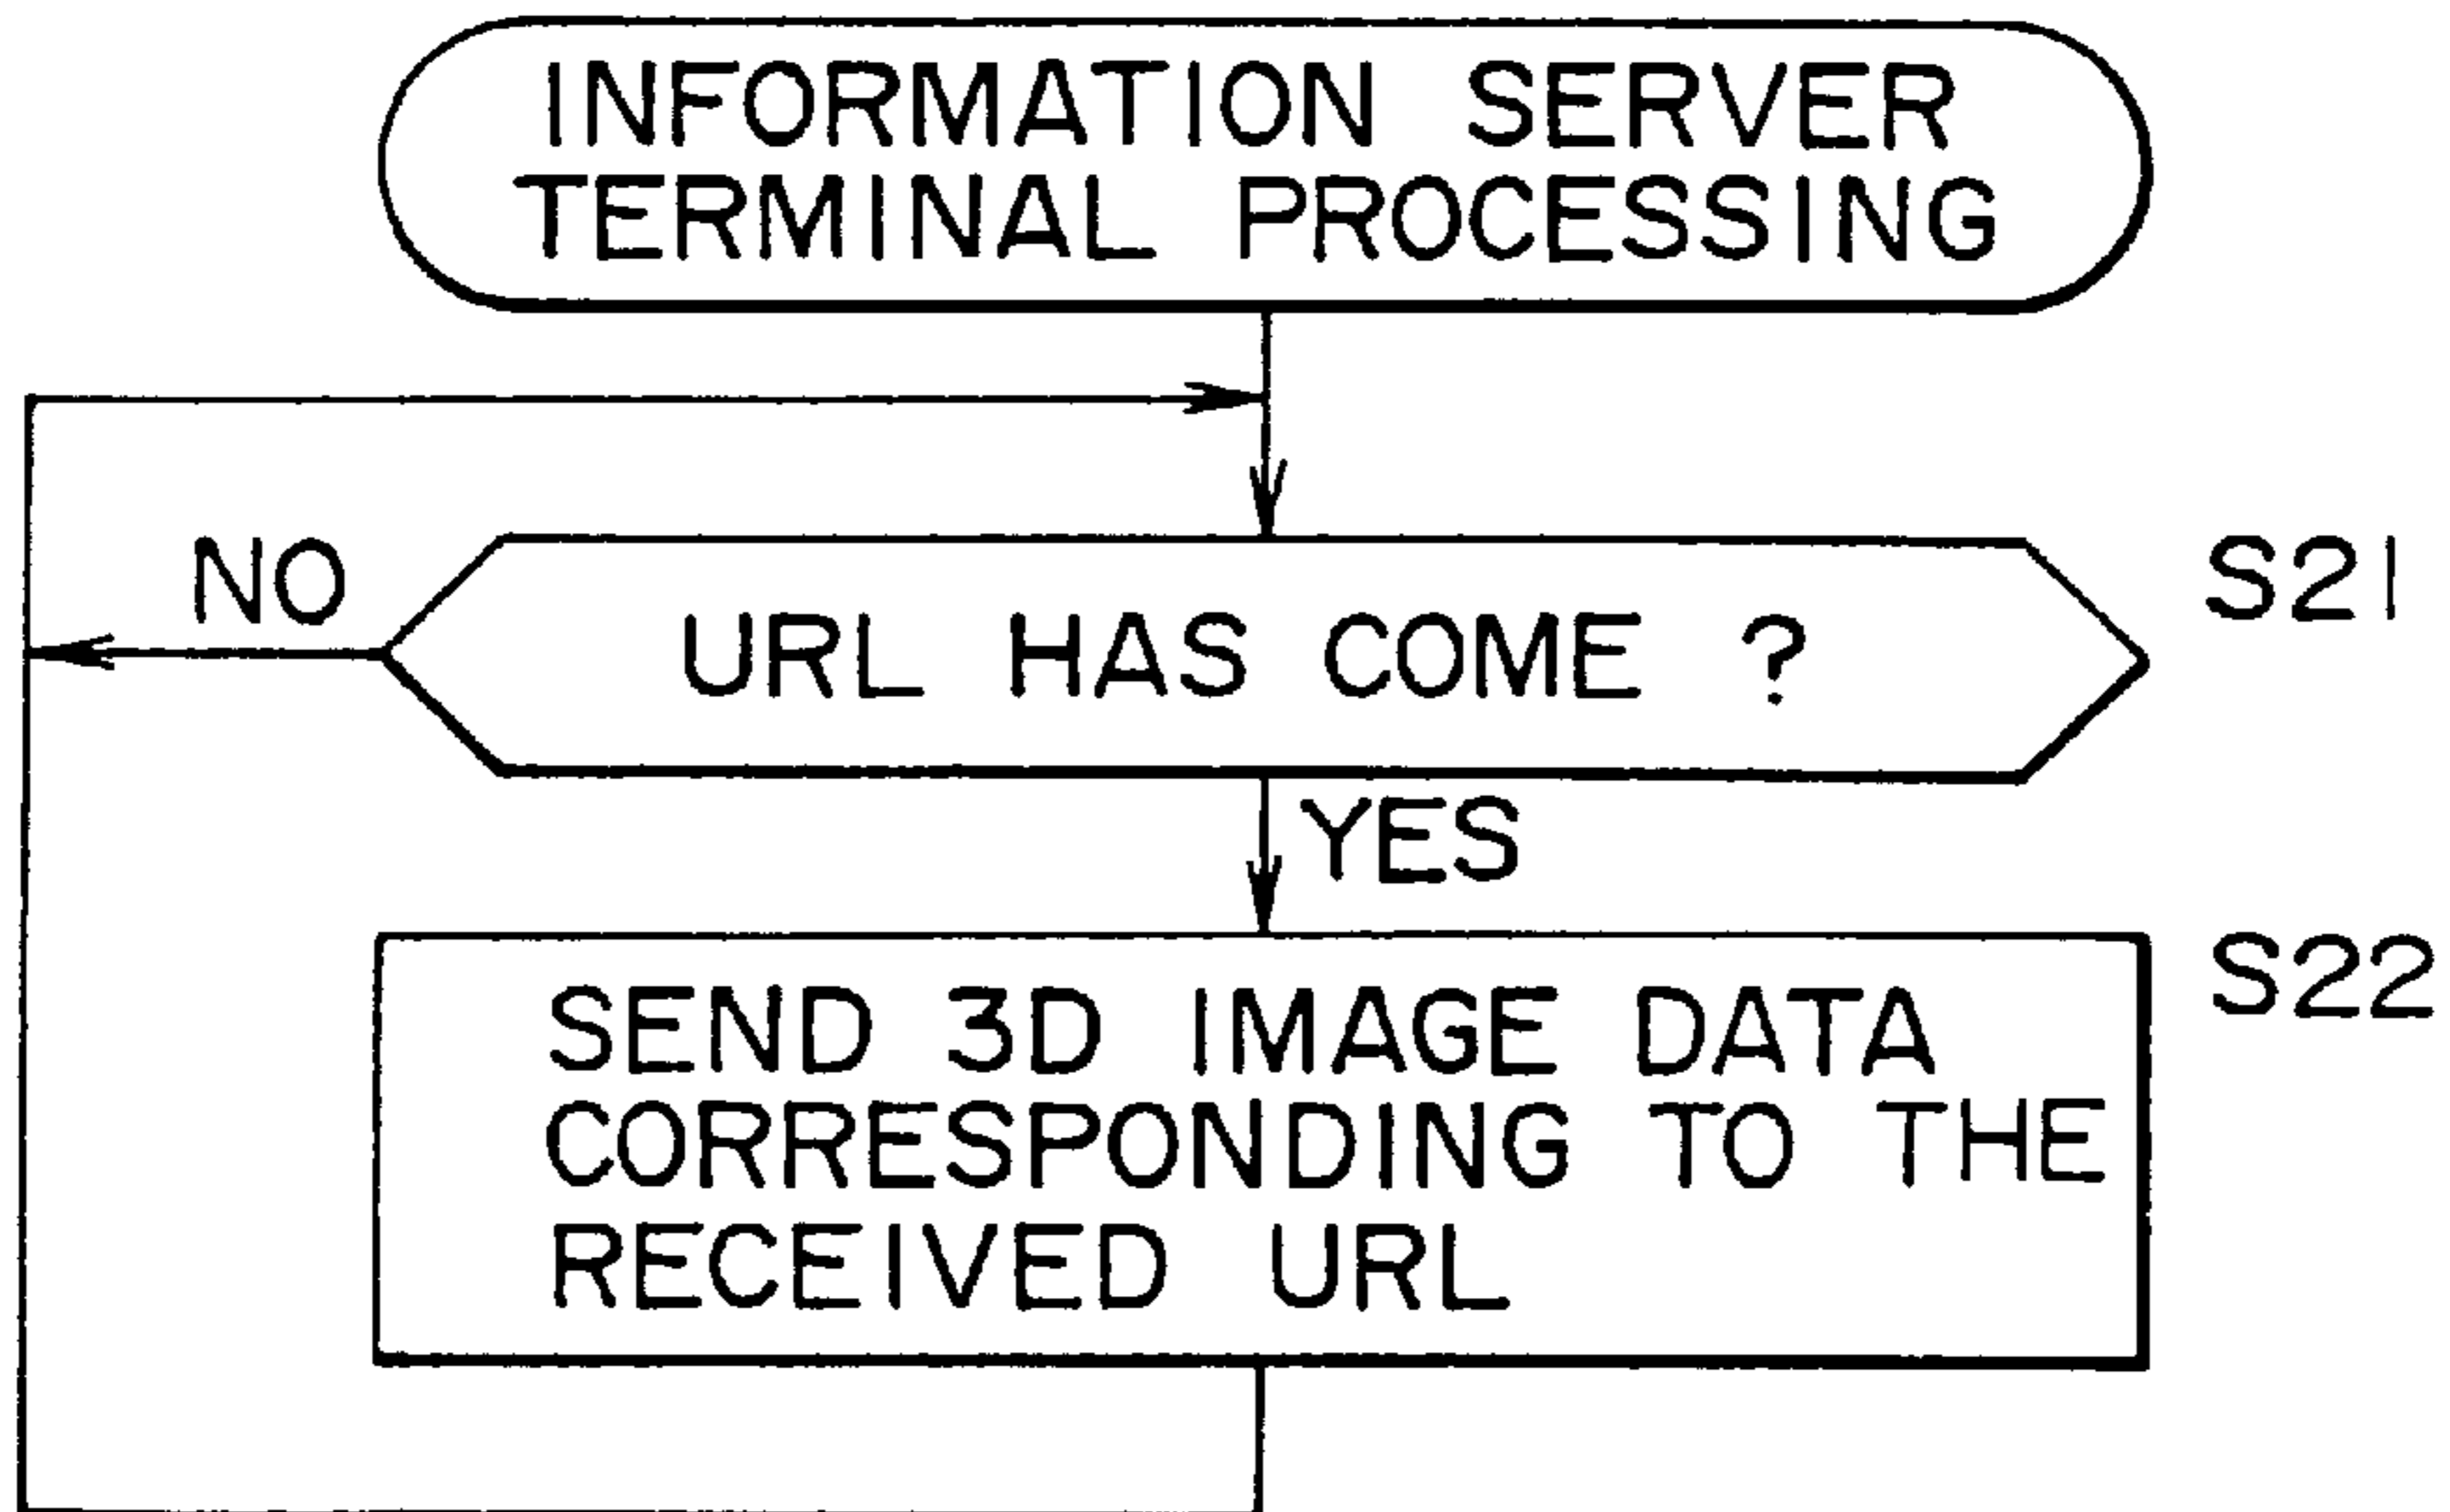 INFORMATION SERVER
TERMINAL PROCESSING
NO
URL HAS COME ?
S21
YES
SEND 3D IMAGE DATA
CORRESPONDING TO THE
RECEIVED URL
S22